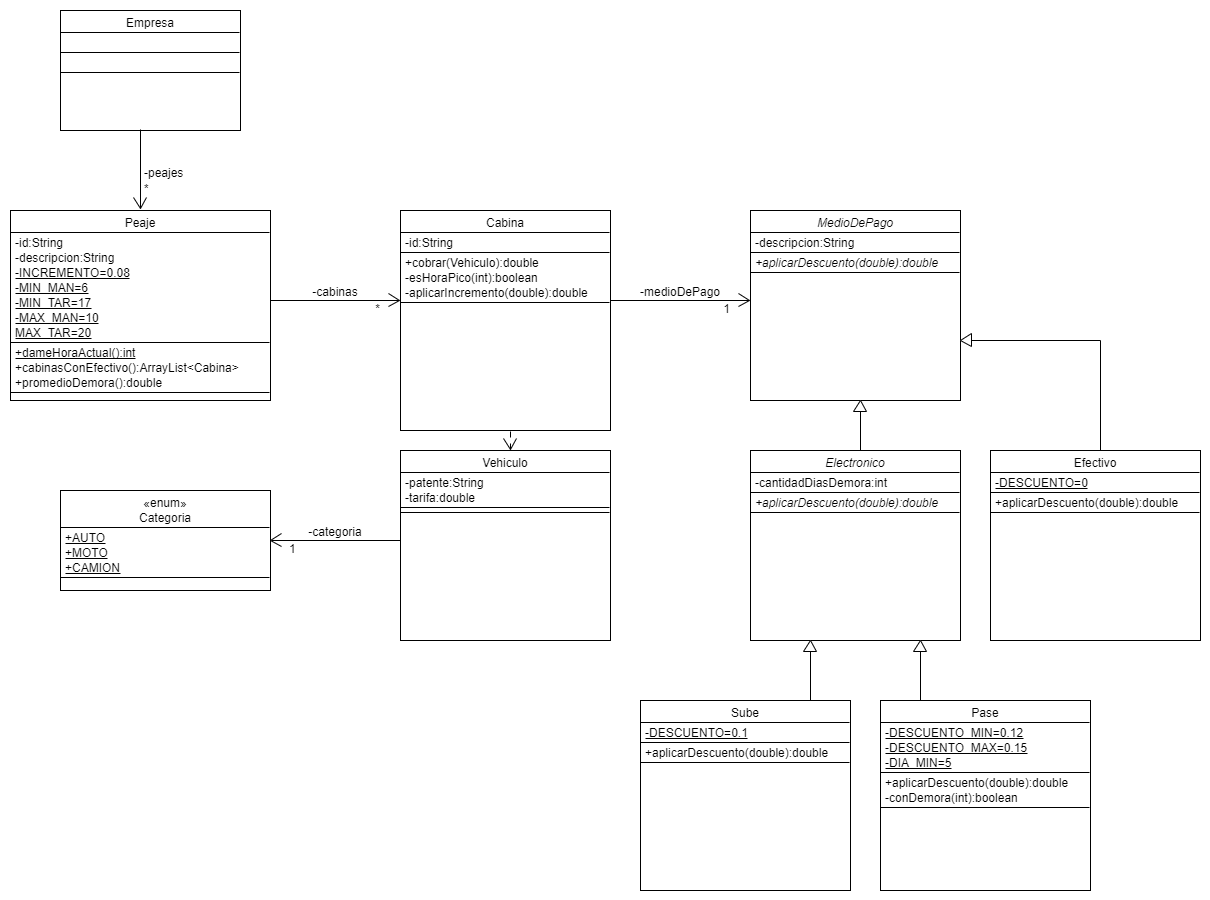 Empresa
-peajes
*
Peaje
-id:String
-descripcion:String
-INCREMENTO=0.08
-MIN_MAN=6
-MIN_TAR=17
-MAX_MAN=10
MAX_TAR=20
+dameHoraActual():int
+cabinasConEfectivo():ArrayList<Cabina>
+promedioDemora():double
-cabinas
*
Cabina
-id:String
+cobrar(Vehiculo):double
-esHoraPico(int):boolean
-aplicarIncremento(double):double
-medioDePago
1
MedioDePago
-descripcion:String
+aplicarDescuento(double):double
«enum»
Categoria
+AUTO
+MOTO
+CAMION
-categoria
1
Vehiculo
-patente:String
-tarifa:double
Electronico
-cantidadDiasDemora:int
+aplicarDescuento(double):double
Efectivo
-DESCUENTO=0
+aplicarDescuento(double):double
Sube
-DESCUENTO=0.1
+aplicarDescuento(double):double
Pase
-DESCUENTO_MIN=0.12
-DESCUENTO_MAX=0.15
-DIA_MIN=5
+aplicarDescuento(double):double
-conDemora(int):boolean